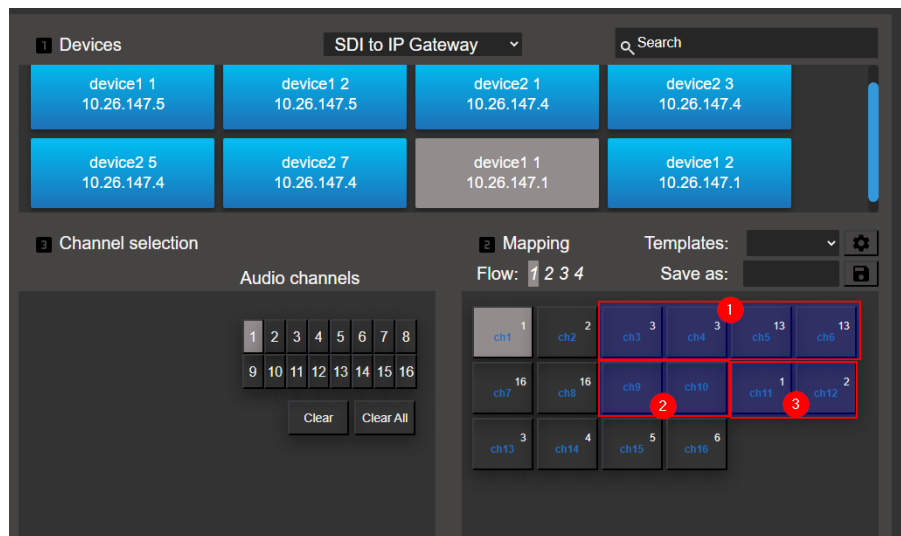 1 Devices
SDI to IP Gateway
Search
device1 1
10.26.147.5
device1 2
10.26.147.5
device2 1
10.26.147.4
device2 3
10.26.147.4
device2 5
10.26.147.4
device2 7
10.26.147.4
device1 1
10.26.147.1
device1 2
10.26.147.1
3 Channel selection
Audio channels
1 2 3 4 5 6 7 8
9 10 11 12 13 14 15 16
Clear Clear All
2 Mapping
Templates:
Flow: 1 2 3 4
Save as:
1
1 2 3 3 13 13
ch1 ch2 ch3 ch4 ch5 ch6
16 16 1 2
ch7 ch8 ch9 ch10 ch11 ch12
2 3
3 4 5 6
ch13 ch14 ch15 ch16